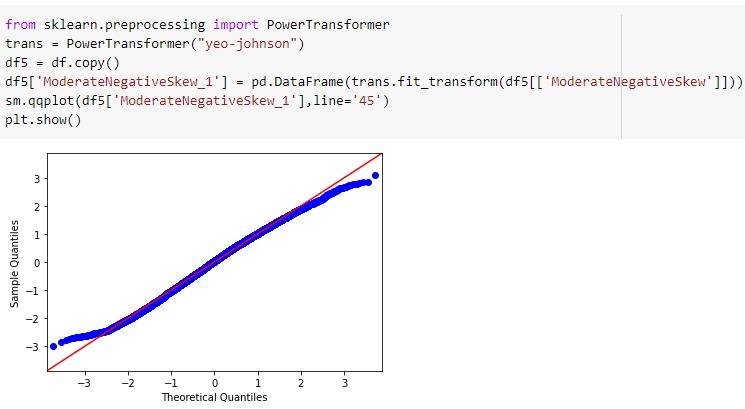 from sklearn.preprocessing import PowerTransformer
trans = PowerTransformer("yeo-johnson")
df5 = df.copy()
df5['ModerateNegativeSkew_1'] = pd.DataFrame(trans.fit_transform(df5[['ModerateNegativeSkew']]))
sm.qqplot(df5['ModerateNegativeSkew_1'],line='45')
plt.show()
3
2
1
0
−1
−2
−3
Sample Quantiles
−3 −2 −1 0 1 2 3
Theoretical Quantiles